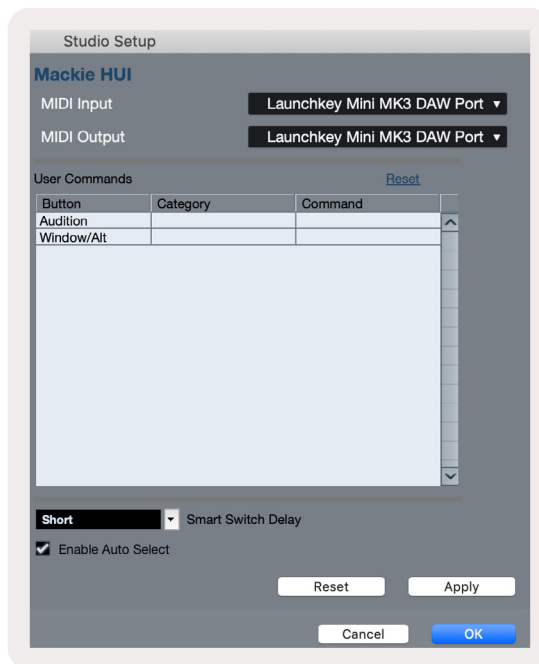 Studio Setup
Mackie HUI
MIDI Input Launchkey Mini MK3 DAW Port
MIDI Output Launchkey Mini MK3 DAW Port
User Commands Reset
Button Category Command
Audition
Window/Alt
Short Smart Switch Delay
Enable Auto Select
Reset Apply
Cancel OK